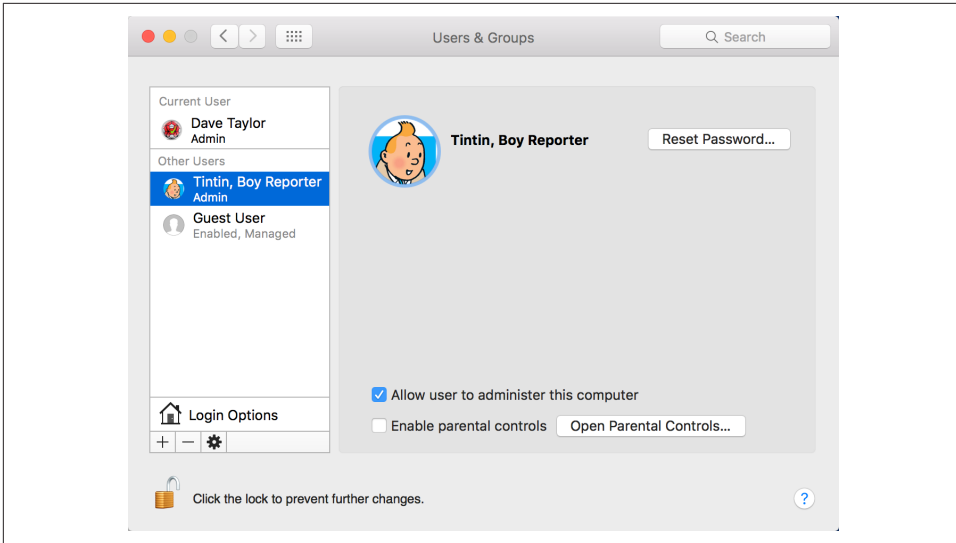 Users & Groups
Search
Current User
Dave Taylor
Admin
Other Users
Tintin, Boy Reporter
Admin
Guest User
Enabled, Managed
Login Options
Tintin, Boy Reporter
Reset Password...
Allow user to administer this computer
Enable parental controls
Open Parental Controls...
Click the lock to prevent further changes.
?